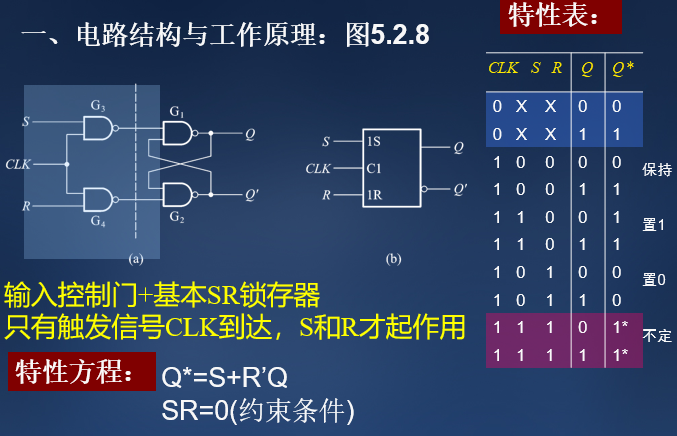 一、电路结构与工作原理：图5.2.8
特性表：
CLK S R Q Q*
0 X X 0 0
0 X X 1 1
1 0 0 0 0
1 0 0 1 1
保持
1 1 0 0 1
1 1 0 1 1
置1
1 0 1 0 0
1 0 1 1 0
置0
1 1 1 0 1*
1 1 1 1 1*
不定
G3
G1
S
Q
CLK
R
G4
G2
Q'
(a)
S
1S
Q
CLK
C1
R
1R
Q'
(b)
输入控制门+基本SR锁存器
只有触发信号CLK到达，S和R才起作用
特性方程：
Q*=S+R’Q
SR=0(约束条件)